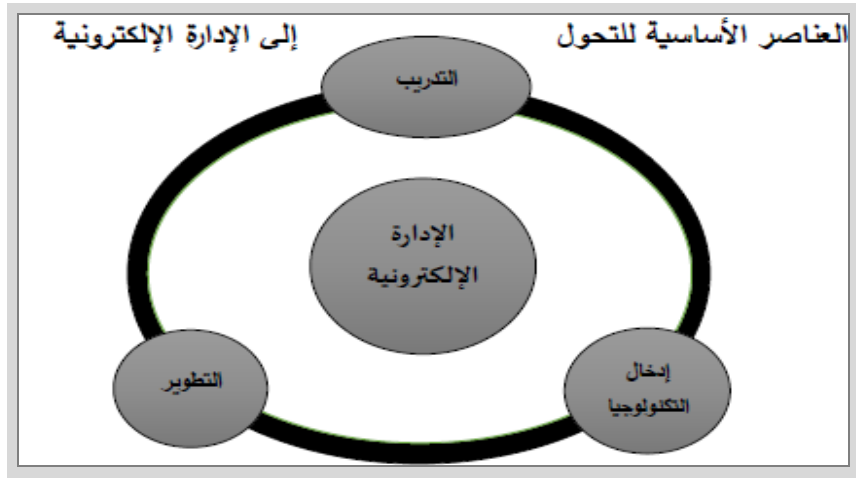 العناصر الأساسية للتحول إلى الإدارة الإلكترونية
التدريب
الإدارة
الإلكترونية
إدخال
التكنولوجيا
التطوير